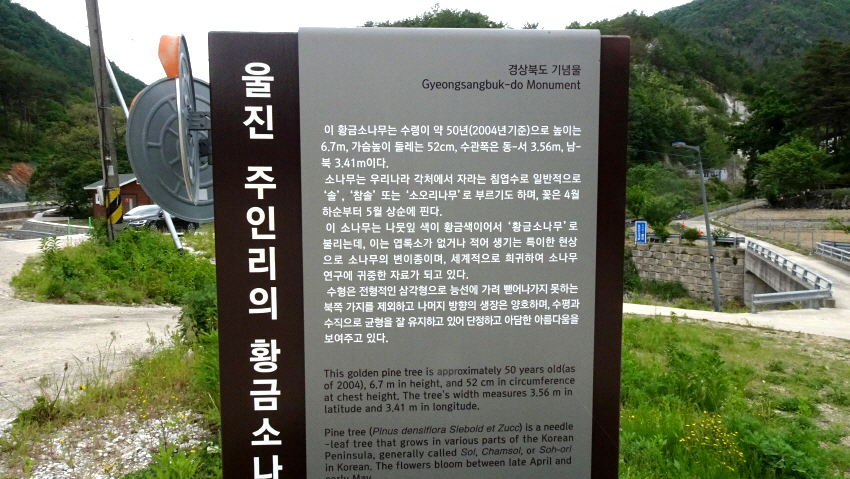 울진 주인리의 황금소나
경상북도 기념물
Gyeongsangbuk-do Monument
이 황금소나무는 수령이 약 50년(2004년기준)으로 높이는
6.7m, 가슴높이 둘레는 52cm, 수관폭은 동-서 3.56m, 남-
북 3.41m이다.
소나무는 우리나라 각처에서 자라는 침엽수로 일반적으로
‘솔’, ‘참솔’ 또는 ‘소오리나무’로 부르기도 하며, 꽃은 4월
하순부터 5월 상순에 핀다.
이 소나무는 나뭇잎 색이 황금색이어서 ‘황금소나무’로
불리는데, 이는 엽록소가 없거나 적어 생기는 특이한 현상
으로 소나무의 변이종이며, 세계적으로 희귀하여 소나무
연구에 귀중한 자료가 되고 있다.
수형은 전형적인 삼각형으로 능선에 가려 뻗어나가지 못하는
북쪽 가지를 제외하고 나머지 방향의 생장은 양호하며, 수평과
수직으로 균형을 잘 유지하고 있어 단정하고 아담한 아름다움을
보여주고 있다.
This golden pine tree is approximately 50 years old(as
of 2004), 6.7 m in height, and 52 cm in circumference
at chest height. The tree's width measures 3.56 m in
latitude and 3.41 m in longitude.
Pine tree (Pinus densiflora Siebold et Zucc) is a needle
-leaf tree that grows in various parts of the Korean
Peninsula, generally called Sol, Chamsol, or Soh-ori
in Korean. The flowers bloom between late April and
early May.